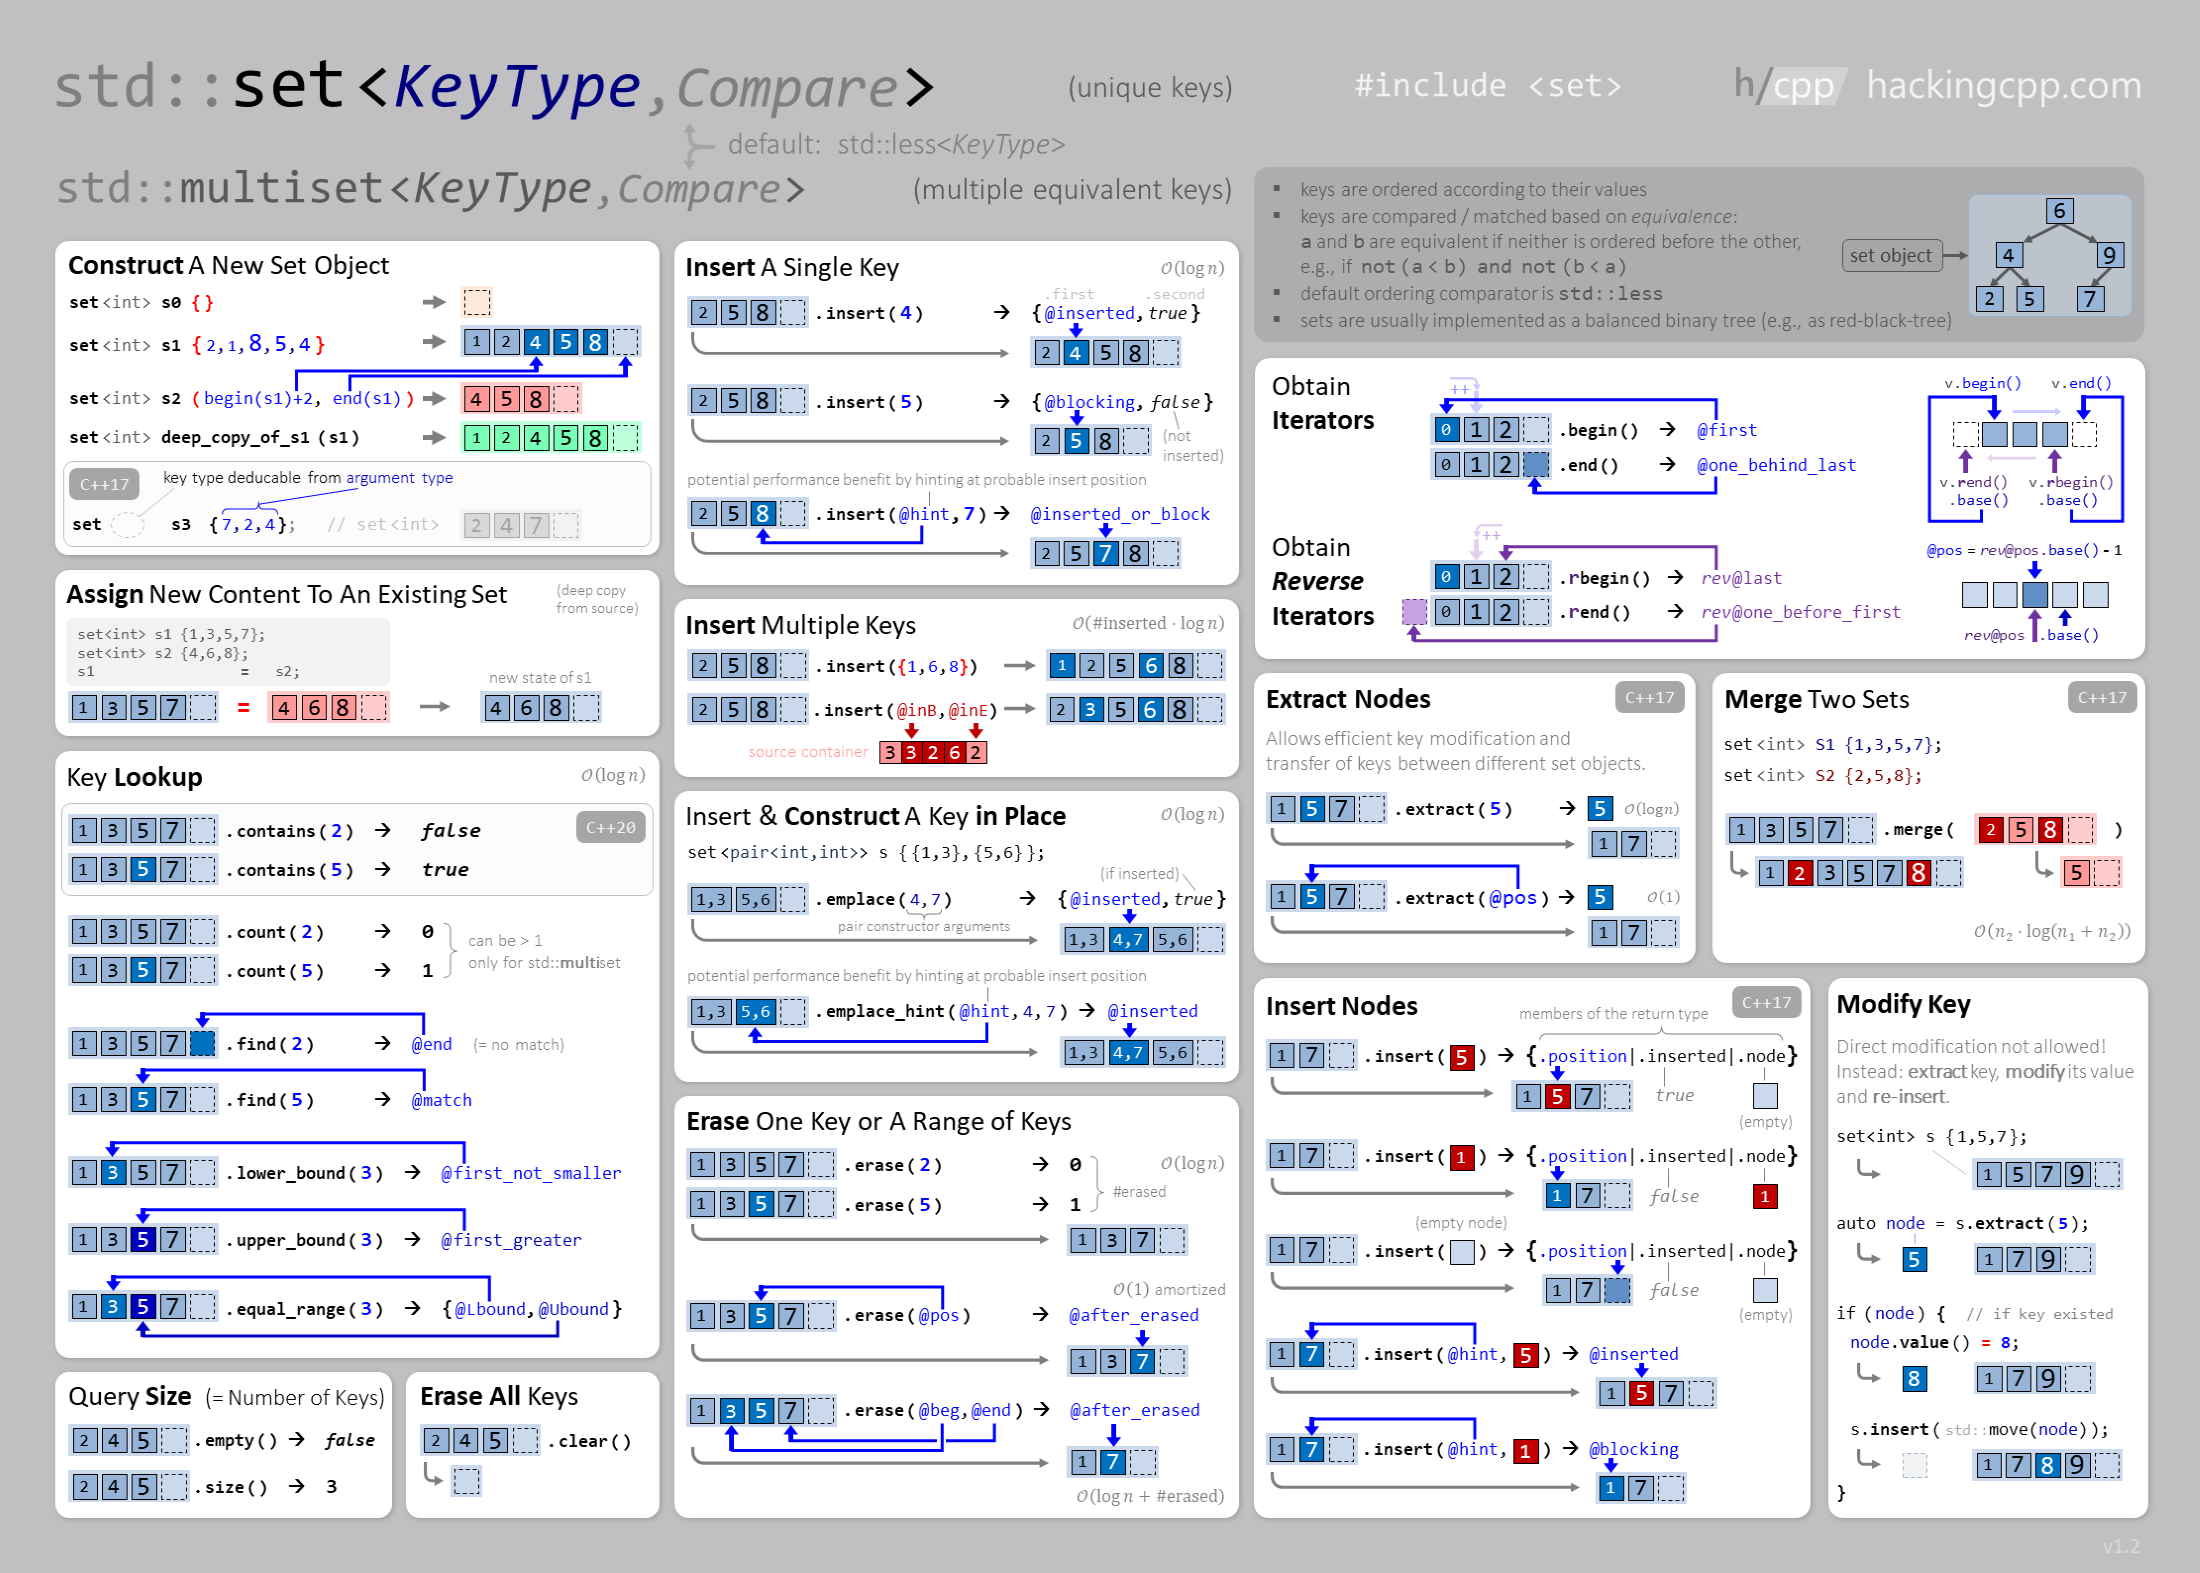 std::set<KeyType,Compare> (unique keys) #include <set> h/cpp hackingcpp.com
default: std::less<KeyType>
std::multiset<KeyType,Compare> (multiple equivalent keys)
▪ keys are ordered according to their values
▪ keys are compared / matched based on equivalence:
a and b are equivalent if neither is ordered before the other,
e.g., if not (a < b) and not (b < a)
▪ default ordering comparator is std::less
▪ sets are usually implemented as a balanced binary tree (e.g., as red-black-tree)
set object
6
4 9
2 5 7
Construct A New Set Object
set<int> s0 {}
set<int> s1 {2,1,8,5,4} → 1 2 4 5 8
set<int> s2 (begin(s1)+2, end(s1)) → 4 5 8
set<int> deep_copy_of_s1 (s1) → 1 2 4 5 8
C++17 key type deducable from argument type
set s3 {7,2,4}; // set<int> 2 4 7
Assign New Content To An Existing Set (deep copy
from source)
set<int> s1 {1,3,5,7};
set<int> s2 {4,6,8};
s1 = s2;
new state of s1
1 3 5 7 = 4 6 8 → 4 6 8
Key Lookup O(log n)
1 3 5 7 .contains(2) → false C++20
1 3 5 7 .contains(5) → true
1 3 5 7 .count(2) → 0
1 3 5 7 .count(5) → 1
can be > 1
only for std::multiset
1 3 5 7 .find(2) → @end (= no match)
1 3 5 7 .find(5) → @match
1 3 5 7 .lower_bound(3) → @first_not_smaller
1 3 5 7 .upper_bound(3) → @first_greater
1 3 5 7 .equal_range(3) → {@Lbound,@Ubound}
Query Size (= Number of Keys)
2 4 5 .empty() → false
2 4 5 .size() → 3
Erase All Keys
2 4 5 .clear()
Insert A Single Key O(log n)
.first .second
2 5 8 .insert(4) → {@inserted,true}
2 4 5 8
2 5 8 .insert(5) → {@blocking,false}
2 5 8 (not
inserted)
potential performance benefit by hinting at probable insert position
2 5 8 .insert(@hint,7) → @inserted_or_block
2 5 7 8
Insert Multiple Keys O(#inserted · log n)
2 5 8 .insert({1,6,8}) → 1 2 5 6 8
2 5 8 .insert(@inB,@inE) → 2 3 5 6 8
source container 3 3 2 6 2
Insert & Construct A Key in Place O(log n)
set<pair<int,int>> s {{1,3},{5,6}};
(if inserted)
1,3 5,6 .emplace(4,7) → {@inserted,true}
pair constructor arguments
1,3 4,7 5,6
potential performance benefit by hinting at probable insert position
1,3 5,6 .emplace_hint(@hint,4,7) → @inserted
1,3 4,7 5,6
Erase One Key or A Range of Keys
1 3 5 7 .erase(2) → 0 O(log n)
1 3 5 7 .erase(5) → 1
#erased
1 3 7
O(1) amortized
1 3 5 7 .erase(@pos) → @after_erased
1 3 7
1 3 5 7 .erase(@beg,@end) → @after_erased
1 7
O(log n + #erased)
Obtain
Iterators
++
0 1 2 .begin() → @first
0 1 2 .end() → @one_behind_last
Obtain
Reverse
Iterators
++
0 1 2 .rbegin() → rev@last
0 1 2 .rend() → rev@one_before_first
v.begin() v.end()
v.rend() v.rbegin()
.base() .base()
@pos = rev@pos.base() - 1
rev@pos .base()
Extract Nodes C++17
Allows efficient key modification and
transfer of keys between different set objects.
1 5 7 .extract(5) → 5 O(logn)
1 7
1 5 7 .extract(@pos) → 5 O(1)
1 7
Merge Two Sets C++17
set<int> S1 {1,3,5,7};
set<int> S2 {2,5,8};
1 3 5 7 .merge( 2 5 8 )
1 2 3 5 7 8 5
O(n2 · log(n1 + n2))
Insert Nodes C++17
members of the return type
1 7 .insert( 5 ) → {.position|.inserted|.node}
1 5 7 true
(empty)
1 7 .insert( 1 ) → {.position|.inserted|.node}
1 7 false 1
(empty node)
1 7 .insert( ) → {.position|.inserted|.node}
1 7 false
(empty)
1 7 .insert(@hint, 5 ) → @inserted
1 5 7
1 7 .insert(@hint, 1 ) → @blocking
1 7
Modify Key
Direct modification not allowed!
Instead: extract key, modify its value
and re-insert.
set<int> s {1,5,7};
1 5 7 9
auto node = s.extract(5);
5 1 7 9
if (node) { // if key existed
node.value() = 8;
8 1 7 9
s.insert(std::move(node));
1 7 8 9
}
v1.2